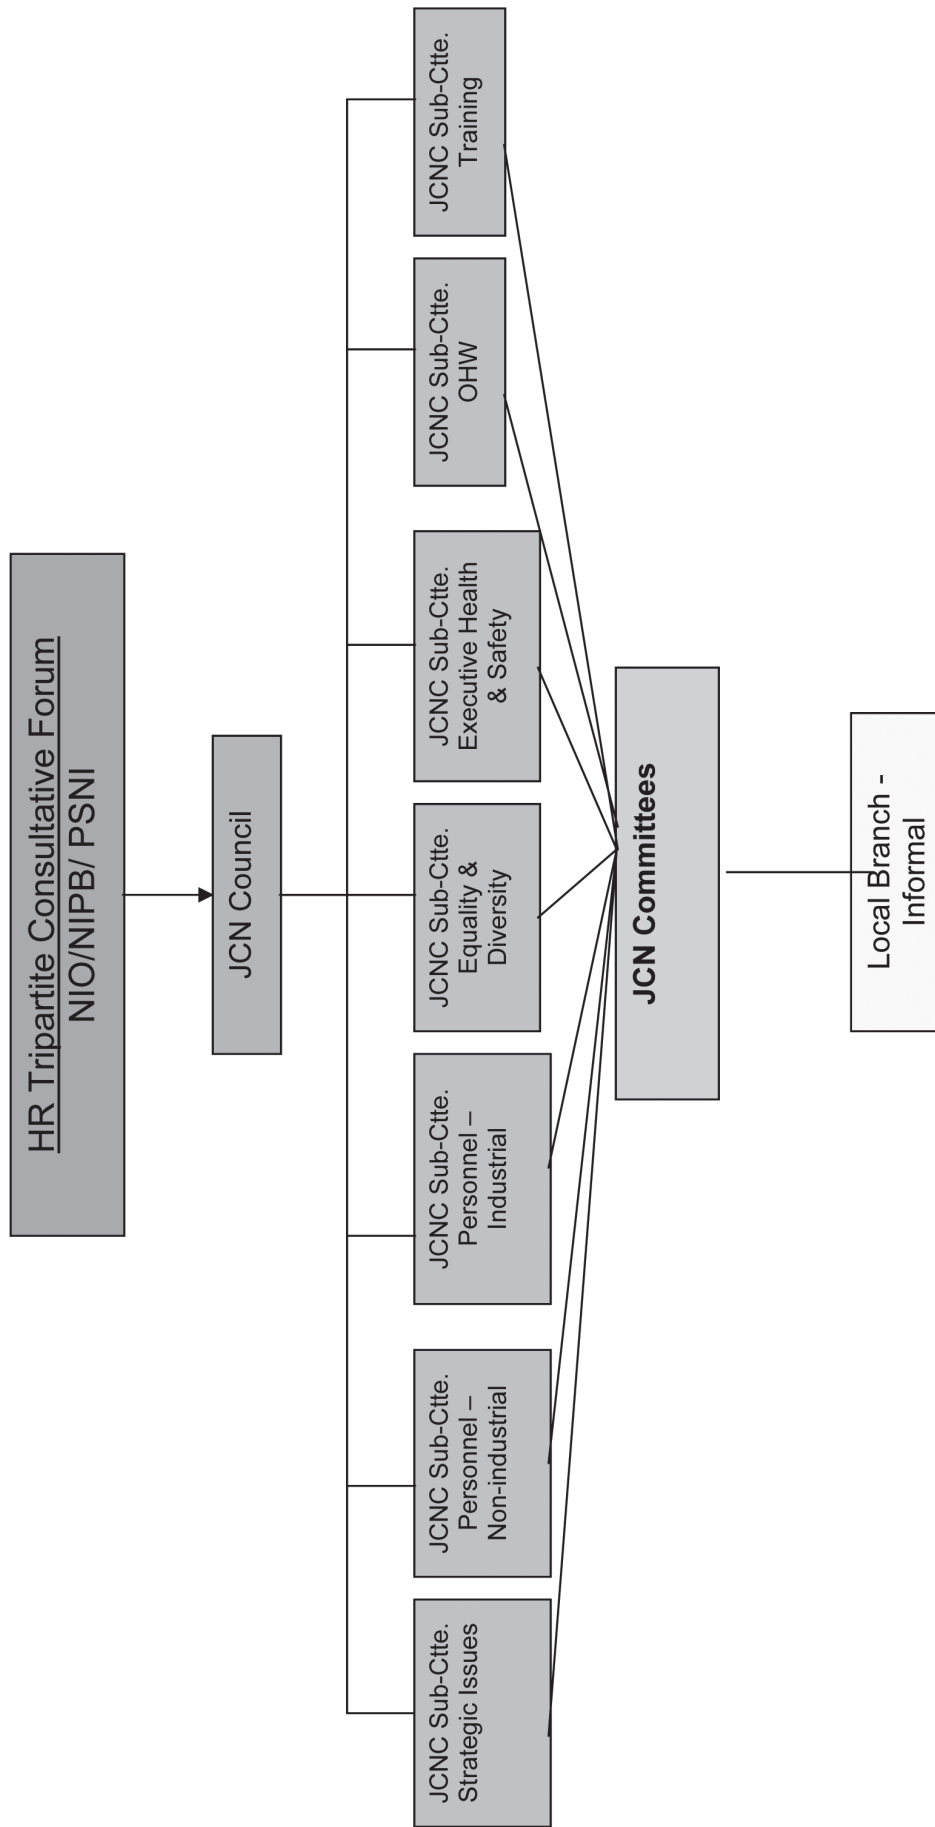 HR Tripartite Consultative Forum
NIO/NIPB/ PSNI
JCN Council
JCNC Sub-Ctte.
Strategic Issues
JCNC Sub-Ctte.
Personnel –
Non-industrial
JCNC Sub-Ctte.
Personnel –
Industrial
JCNC Sub-Ctte.
Equality &
Diversity
JCNC Sub-Ctte.
Executive Health
& Safety
JCNC Sub-Ctte.
OHW
JCNC Sub-Ctte.
Training
JCN Committees
Local Branch -
Informal